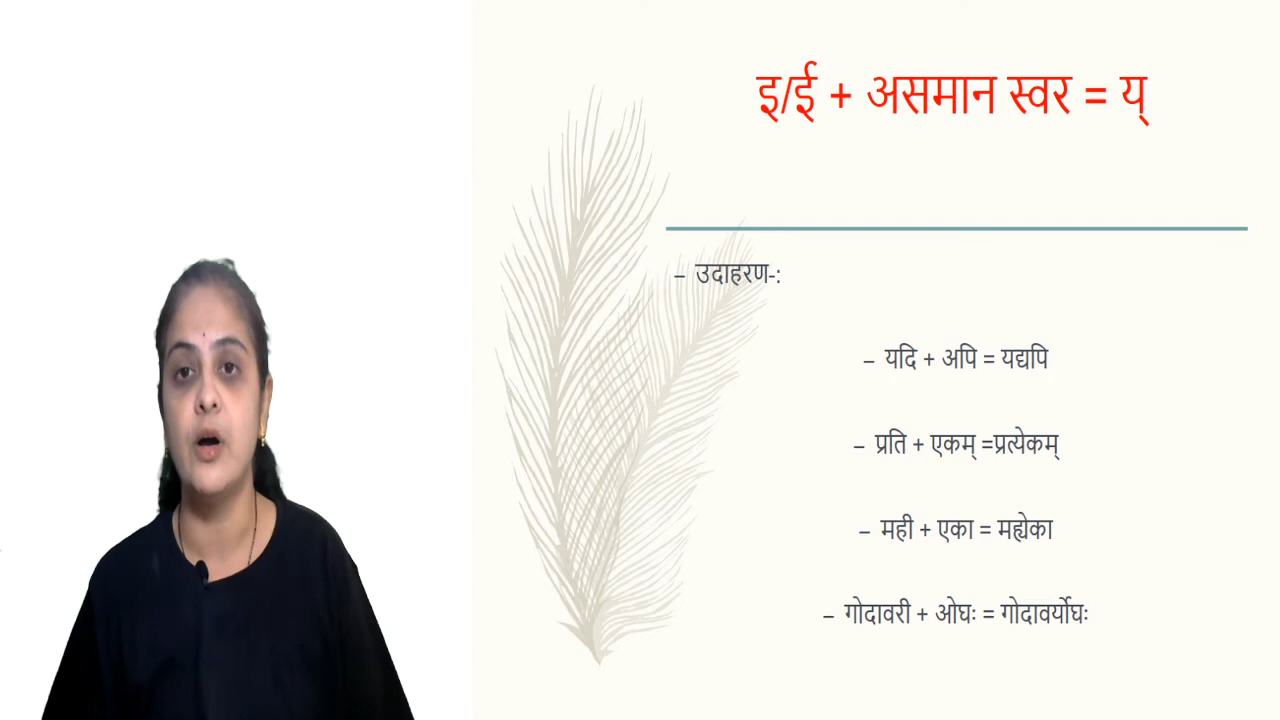 इ/ई + असमान स्वर = य्
– उदाहरण-:
– यदि + अपि = यद्यपि
– प्रति + एकम् =प्रत्येकम्
– मही + एका = मह्येका
– गोदावरी + ओघः = गोदावर्योघः